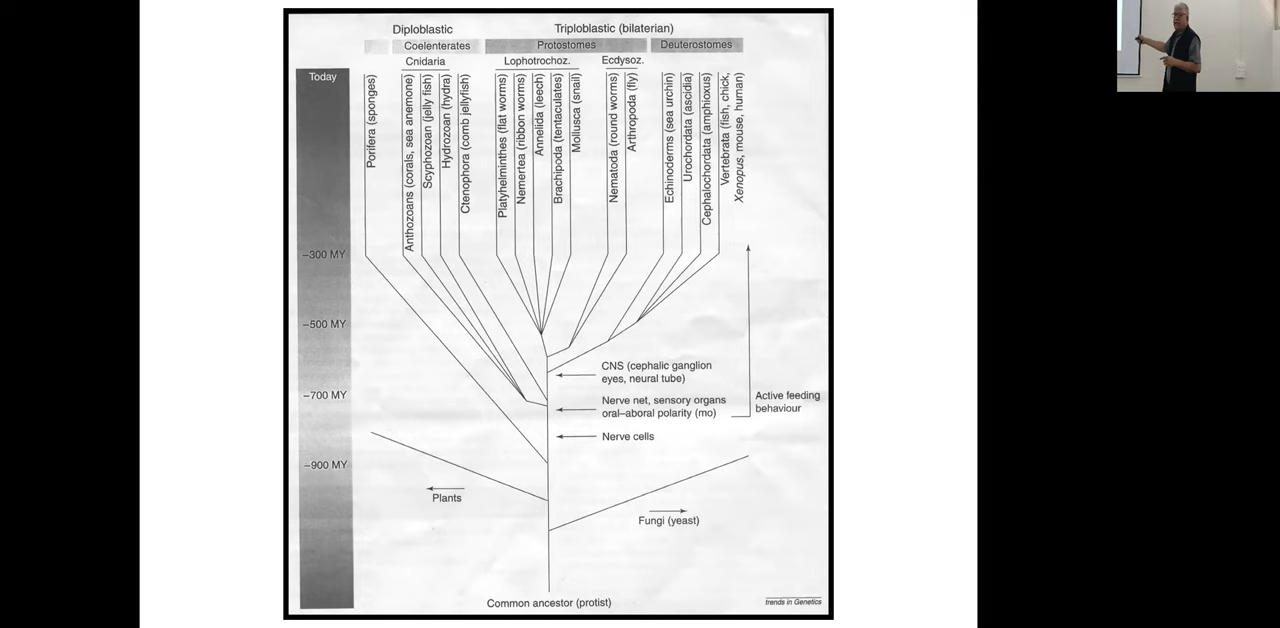 Diploblastic
Triploblastic (bilaterian)
Coelenterates
Protostomes
Deuterostomes
Cnidaria
Lophotrochoz.
Ecdysoz.
Today
Porifera (sponges)
Anthozoans (corals, sea anemone)
Scyphozoan (jelly fish)
Hydrozoan (hydra)
Ctenophora (comb jellyfish)
Platyhelminthes (flat worms)
Nemertea (ribbon worms)
Annelida (leech)
Brachipoda (tentaculates)
Mollusca (snail)
Nematoda (round worms)
Arthropoda (fly)
Echinoderms (sea urchin)
Urochordata (ascidia)
Cephalochordata (amphioxus)
Vertebrata (fish, chick,
Xenopus, mouse, human)
–300 MY
–500 MY
CNS (cephalic ganglion
eyes, neural tube)
–700 MY
Nerve net, sensory organs
oral–aboral polarity (mo)
Active feeding
behaviour
Nerve cells
–900 MY
Plants
Fungi (yeast)
Common ancestor (protist)
trends in Genetics